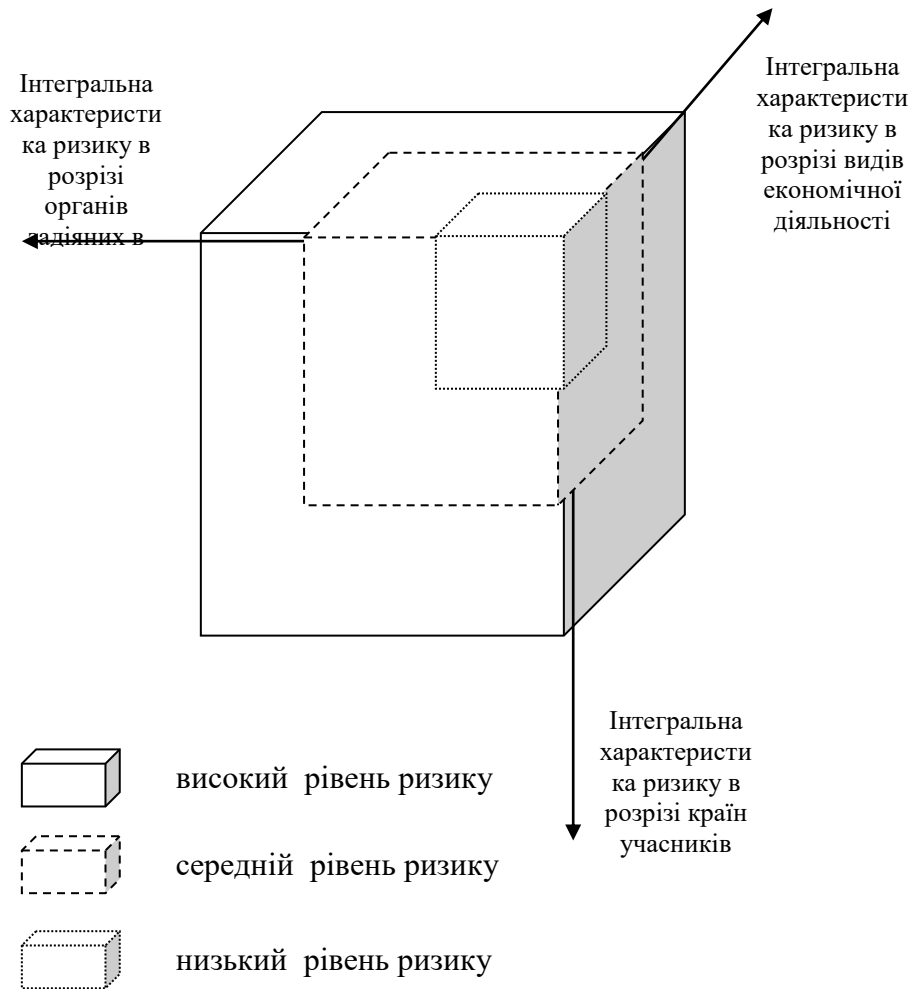 Інтегральна
характеристи
ка ризику в
розрізі
органів
задіяних в
Інтегральна
характеристи
ка ризику в
розрізі видів
економічної
діяльності
Інтегральна
характеристи
ка ризику в
розрізі країн
учасників
високий рівень ризику
середній рівень ризику
низький рівень ризику